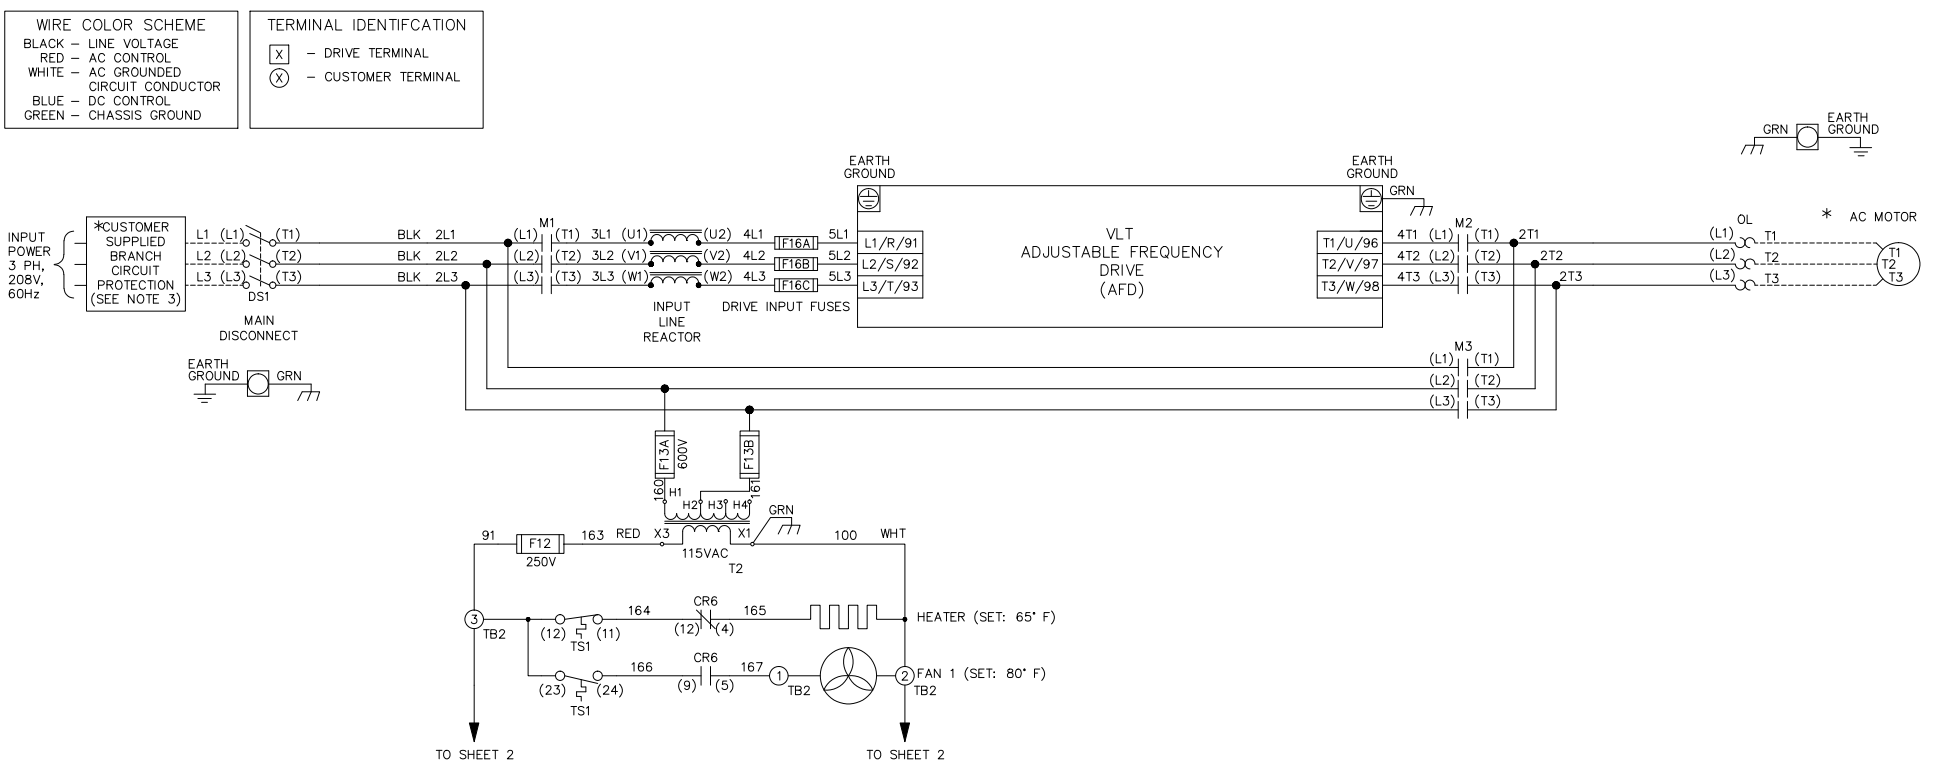 WIRE COLOR SCHEME
BLACK – LINE VOLTAGE
RED – AC CONTROL
WHITE – AC GROUNDED
CIRCUIT CONDUCTOR
BLUE – DC CONTROL
GREEN – CHASSIS GROUND
TERMINAL IDENTIFCATION
X – DRIVE TERMINAL
X – CUSTOMER TERMINAL
GRN
EARTH
GROUND
EARTH
GROUND
EARTH
GROUND
GRN
INPUT
POWER
3 PH,
208V,
60Hz
*CUSTOMER
SUPPLIED
BRANCH
CIRCUIT
PROTECTION
(SEE NOTE 3)
L1 (L1) (T1) BLK 2L1 (L1) M1 (T1) 3L1 (U1) (U2) 4L1 F16A 5L1 L1/R/91
L2 (L2) (T2) BLK 2L2 (L2) (T2) 3L2 (V1) (V2) 4L2 F16B 5L2 L2/S/92
L3 (L3) (T3) BLK 2L3 (L3) (T3) 3L3 (W1) (W2) 4L3 F16C 5L3 L3/T/93
DS1
MAIN
DISCONNECT
INPUT
LINE
REACTOR
DRIVE INPUT FUSES
VLT
ADJUSTABLE FREQUENCY
DRIVE
(AFD)
T1/U/96 4T1 (L1) M2 (T1) 2T1 (L1) OL T1
T2/V/97 4T2 (L2) (T2) 2T2 (L2) T2
T3/W/98 4T3 (L3) (T3) 2T3 (L3) T3
* AC MOTOR
T1
T2
T3
EARTH
GROUND
GRN
M3
(L1) (T1)
(L2) (T2)
(L3) (T3)
F13A
600V
F13B
160
161
H1
H2 H3 H4
GRN
91 F12 163 RED X3 X1 100 WHT
250V
115VAC
T2
3
TB2
(12) (11)
TS1
164
CR6
(12) (4)
165
HEATER (SET: 65° F)
(23) (24)
TS1
166
CR6
(9) (5)
167
1
TB2
2
TB2
FAN 1 (SET: 80° F)
TO SHEET 2
TO SHEET 2